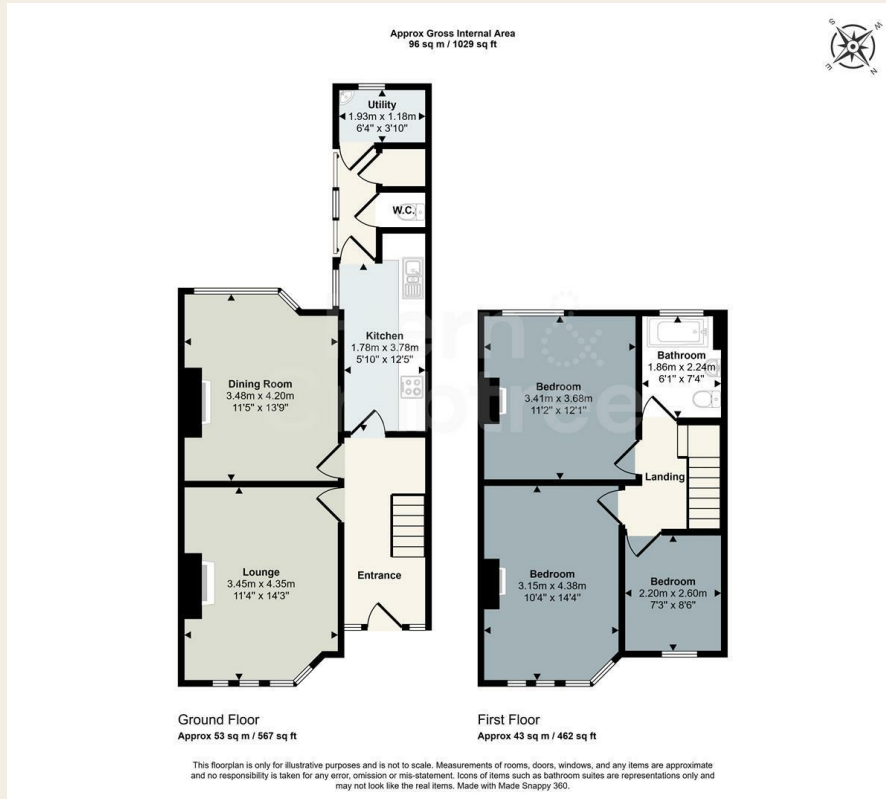 Approx Gross Internal Area
96 sq m / 1029 sq ft
S
W
E
N
Utility
1.93m x 1.18m
6'4" x 3'10"
W.C.
Kitchen
1.78m x 3.78m
5'10" x 12'5"
Dining Room
3.48m x 4.20m
11'5" x 13'9"
Lounge
3.45m x 4.35m
11'4" x 14'3"
Entrance
Bedroom
3.41m x 3.68m
11'2" x 12'1"
Bathroom
1.86m x 2.24m
6'1" x 7'4"
Landing
Bedroom
3.15m x 4.38m
10'4" x 14'4"
Bedroom
2.20m x 2.60m
7'3" x 8'6"
Ground Floor
Approx 53 sq m / 567 sq ft
First Floor
Approx 43 sq m / 462 sq ft
This floorplan is only for illustrative purposes and is not to scale. Measurements of rooms, doors, windows, and any items are approximate
and no responsibility is taken for any error, omission or mis-statement. Icons of items such as bathroom suites are representations only and
may not look like the real items. Made with Made Snappy 360.